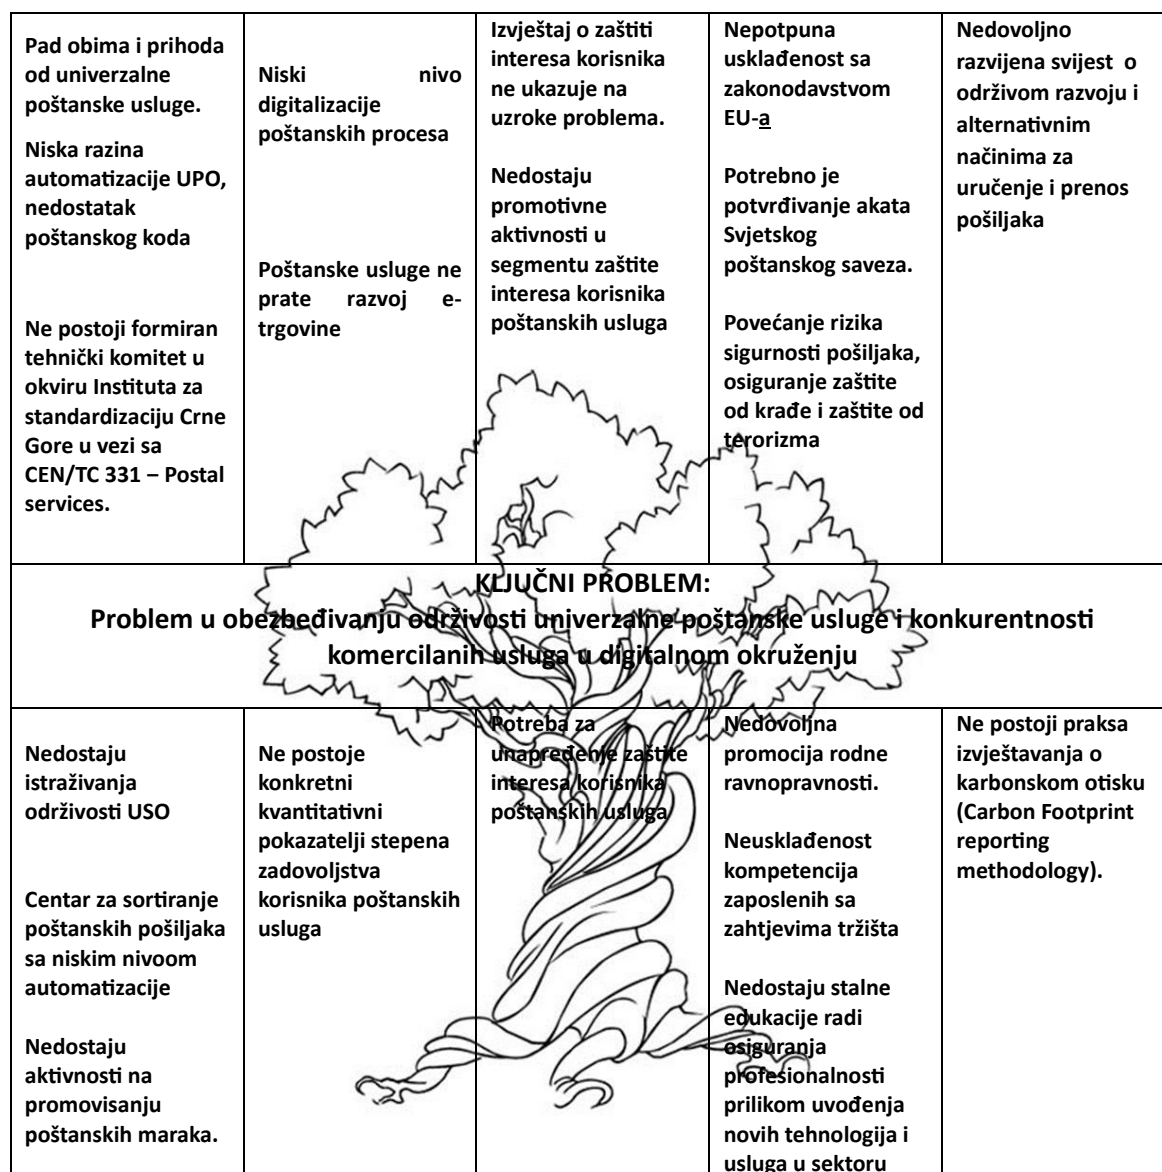 Pad obima i prihoda
od univerzalne
poštanske usluge.
Niska razina
automatizacije UPO,
nedostatak
poštanskog koda
Ne postoji formiran
tehnički komitet u
okviru Instituta za
standardizaciju Crne
Gore u vezi sa
CEN/TC 331 – Postal
services.
Niski nivo
digitalizacije
poštanskih procesa
Poštanske usluge ne
prate razvoj e-
trgovine
Izvještaj o zaštiti
interesa korisnika
ne ukazuje na
uzroke problema.
Nedostaju
promotivne
aktivnosti u
segmentu zaštite
interesa korisnika
poštanskih usluga
Nepotpuna
usklađenost sa
zakonodavstvom
EU-a
Potrebno je
potvrđivanje akata
Svjetskog
poštanskog saveza.
Povećanje rizika
sigurnosti pošiljaka,
osiguranje zaštite
od krađe i zaštite od
terorizma
Nedovoljno
razvijena svijest o
održivom razvoju i
alternativnim
načinima za
uručenje i prenos
pošiljaka
KLJUČNI PROBLEM:
Problem u obezbeđivanju održivosti univerzalne poštanske usluge i konkurentnosti
komercilanih usluga u digitalnom okruženju
Nedostaju
istraživanja
održivosti USO
Centar za sortiranje
poštanskih pošiljaka
sa niskim nivoom
automatizacije
Nedostaju
aktivnosti na
promovisanju
poštanskih maraka.
Ne postoje
konkretni
kvantitativni
pokazatelji stepena
zadovoljstva
korisnika poštanskih
usluga
Potreba za
unapređenje zaštite
interesa korisnika
poštanskih usluga
Nedovoljna
promocija rodne
ravnopravnosti.
Neusklađenost
kompetencija
zaposlenih sa
zahtjevima tržišta
Nedostaju stalne
edukacije radi
osiguranja
profesionalnosti
prilikom uvođenja
novih tehnologija i
usluga u sektoru
Ne postoji praksa
izvještavanja o
karbonskom otisku
(Carbon Footprint
reporting
methodology).